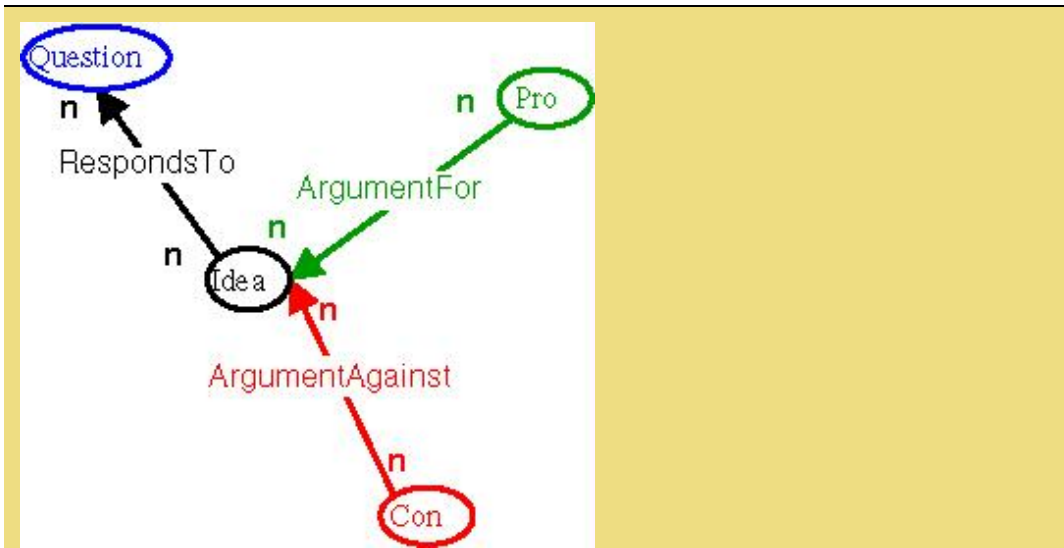 Question
Pro
n
n
RespondsTo
ArgumentFor
n
n
Idea
n
ArgumentAgainst
n
Con